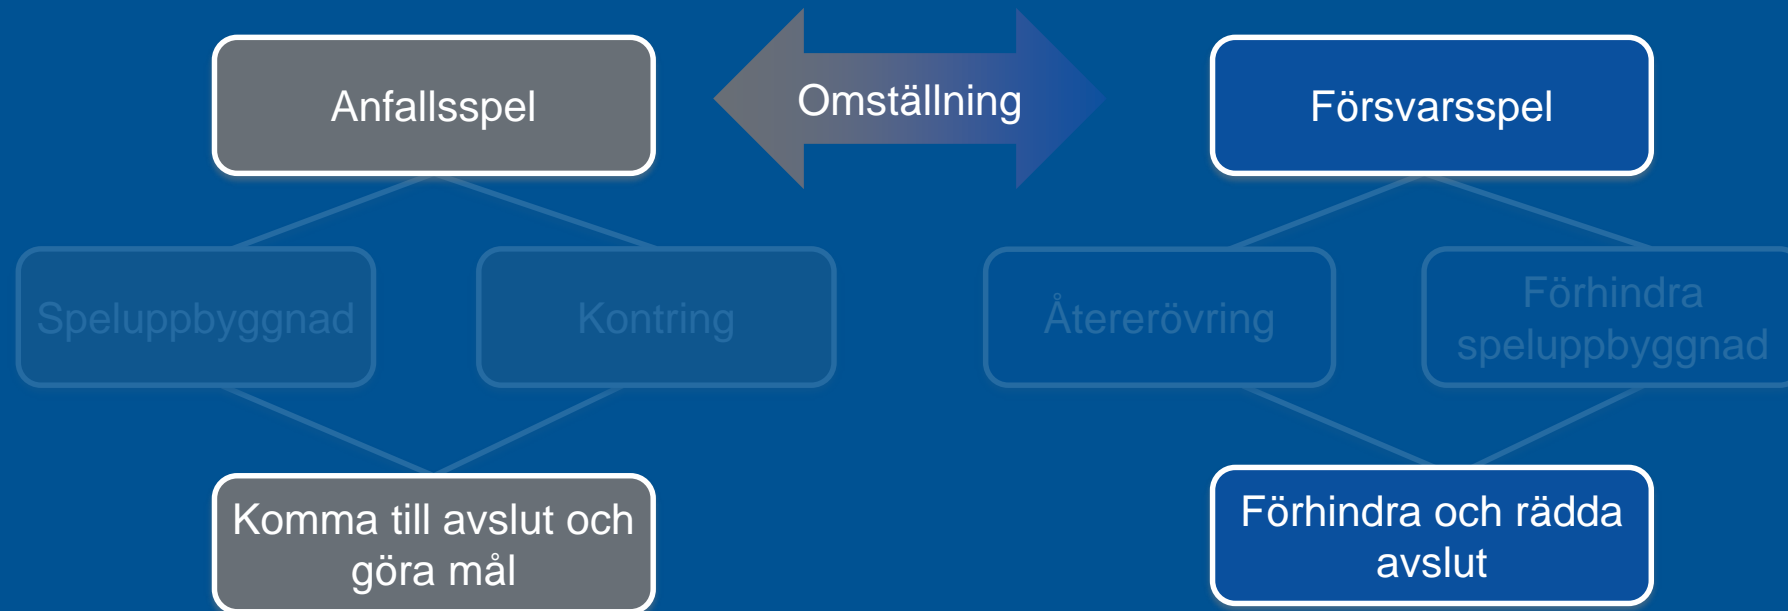 Anfallsspel
Omställning
Försvarsspel
Speluppbyggnad
Kontring
Återerövring
Förhindra
speluppbyggnad
Komma till avslut och
göra mål
Förhindra och rädda
avslut